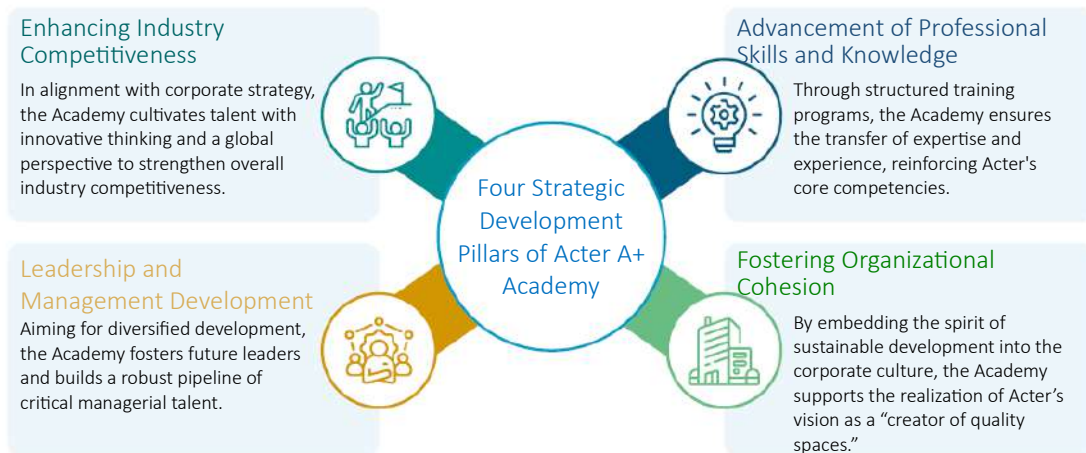 Enhancing Industry
Competitiveness
In alignment with corporate strategy,
the Academy cultivates talent with
innovative thinking and a global
perspective to strengthen overall
industry competitiveness.
Advancement of Professional
Skills and Knowledge
Through structured training
programs, the Academy ensures
the transfer of expertise and
experience, reinforcing Acter's
core competencies.
Four Strategic
Development
Pillars of Acter A+
Academy
Leadership and
Management Development
Aiming for diversified development,
the Academy fosters future leaders
and builds a robust pipeline of
critical managerial talent.
Fostering Organizational
Cohesion
By embedding the spirit of
sustainable development into the
corporate culture, the Academy
supports the realization of Acter’s
vision as a “creator of quality
spaces.”